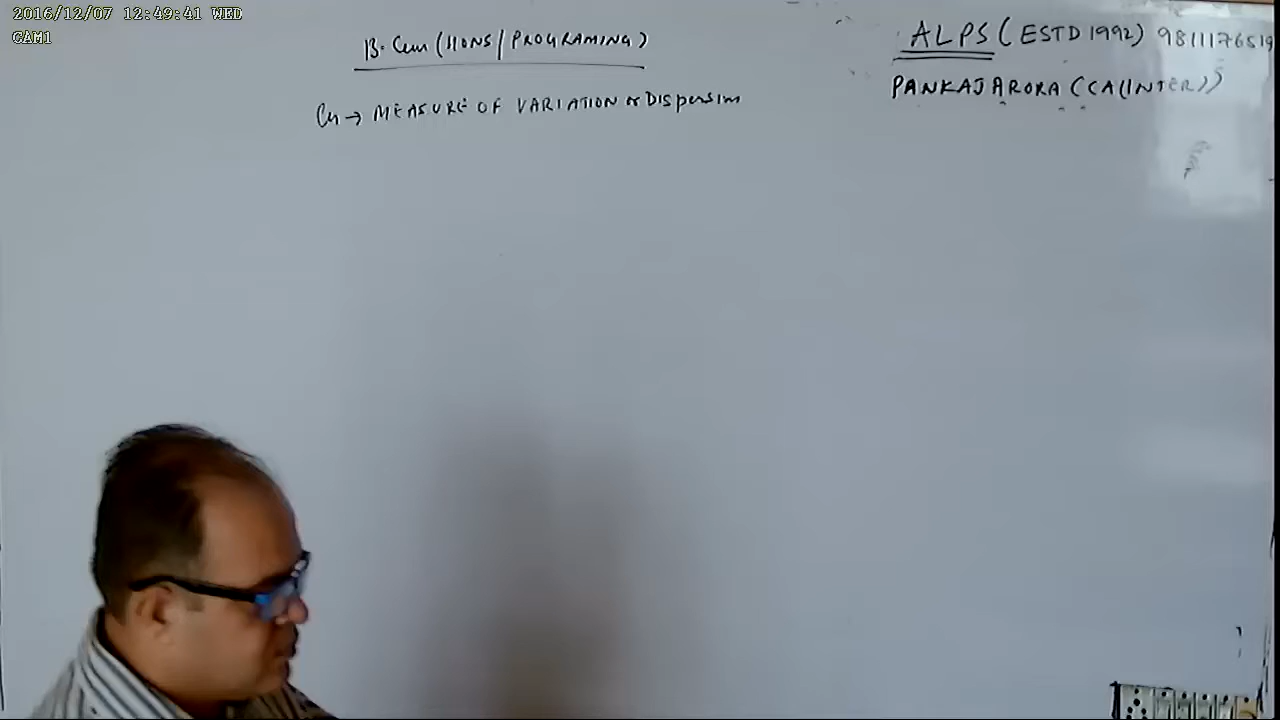 2016/12/07 12:49:41 WED
CAM1
B. Com (HONS/PROGRAMING)
Ch → MEASURE OF VARIATION or Dispersion
ALPS (ESTD 1992) 9811176519
PANKAJ ARORA (CA(INTER))